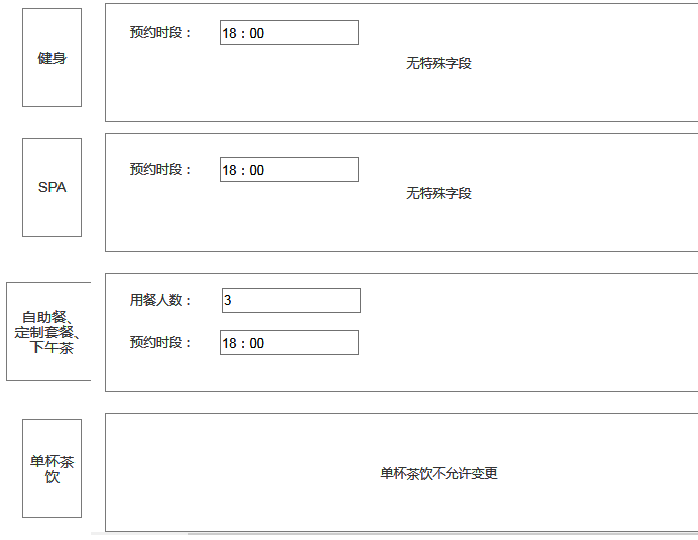 健身
预约时段：
18：00
无特殊字段
SPA
预约时段：
18：00
无特殊字段
自助餐、
定制套餐、
下午茶
用餐人数：
3
预约时段：
18：00
单杯茶
饮
单杯茶饮不允许变更